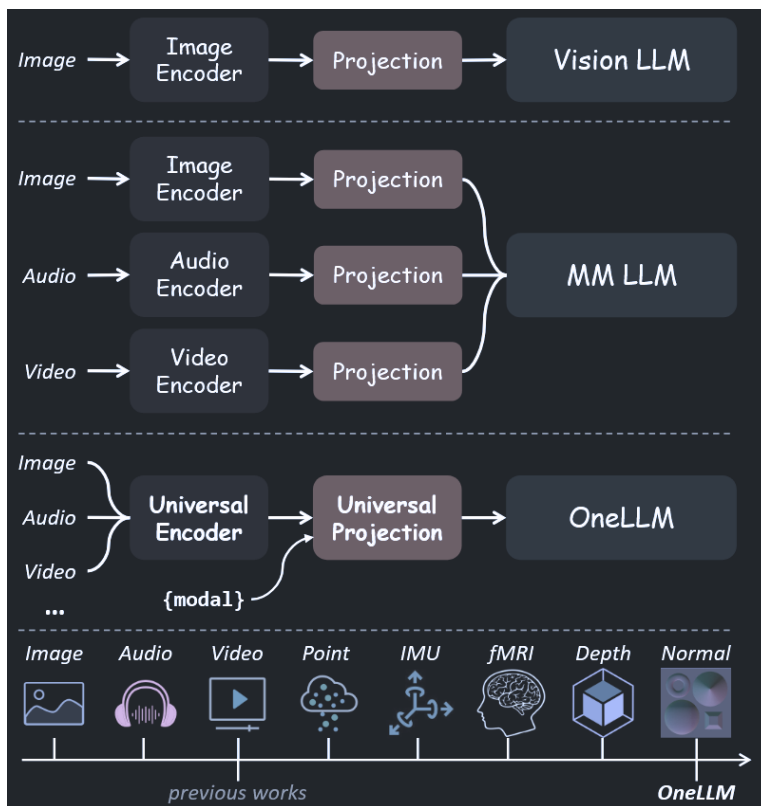 Image
Image
Encoder
Projection
Vision LLM
Image
Image
Encoder
Projection
Audio
Audio
Encoder
Projection
MM LLM
Video
Video
Encoder
Projection
Image
Audio
Video
...
Universal
Encoder
Universal
Projection
OneLLM
{modal}
Image Audio Video Point IMU fMRI Depth Normal
previous works
OneLLM